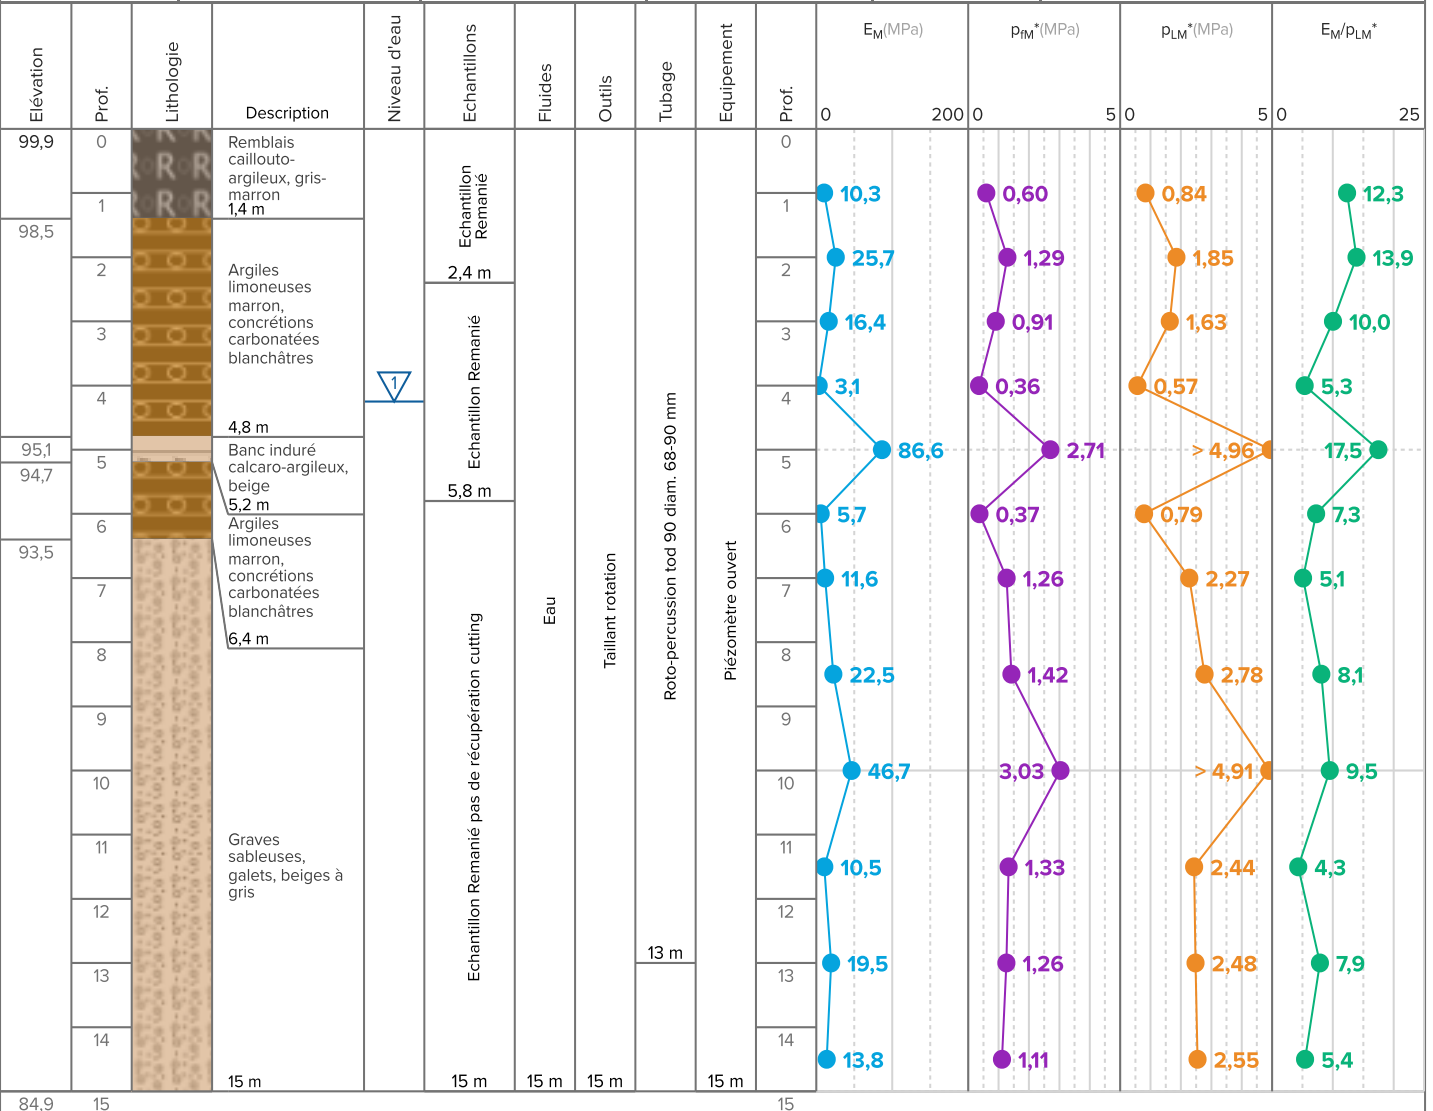 Elévation
Prof.
Lithologie
Description
Niveau d'eau
Echantillons
Fluides
Outils
Tubage
Equipement
Prof.
EM(MPa)
0 200
pfM*(MPa)
0 5
pLM*(MPa)
0 5
EM/pLM*
0 25
99,9
98,5
95,1
94,7
93,5
84,9
0
1
2
3
4
5
6
7
8
9
10
11
12
13
14
15
R R
R R
R R
Remblais
caillouto-
argileux, gris-
marron
1,4 m
Argiles
limoneuses
marron,
concrétions
carbonatées
blanchâtres
4,8 m
Banc induré
calcaro-argileux,
beige
5,2 m
Argiles
limoneuses
marron,
concrétions
carbonatées
blanchâtres
6,4 m
Graves
sableuses,
galets, beiges à
gris
15 m
1
Echantillon
Remanié
2,4 m
Echantillon Remanié
5,8 m
Echantillon Remanié pas de récupération cutting
15 m
Eau
15 m
Taillant rotation
15 m
Roto-percussion tod 90 diam. 68-90 mm
13 m
Piézomètre ouvert
15 m
0
1
2
3
4
5
6
7
8
9
10
11
12
13
14
15
10,3 0,60 0,84 12,3
25,7 1,29 1,85 13,9
16,4 0,91 1,63 10,0
3,1 0,36 0,57 5,3
86,6 2,71 > 4,96 17,5
5,7 0,37 0,79 7,3
11,6 1,26 2,27 5,1
22,5 1,42 2,78 8,1
46,7 3,03 > 4,91 9,5
10,5 1,33 2,44 4,3
19,5 1,26 2,48 7,9
13,8 1,11 2,55 5,4